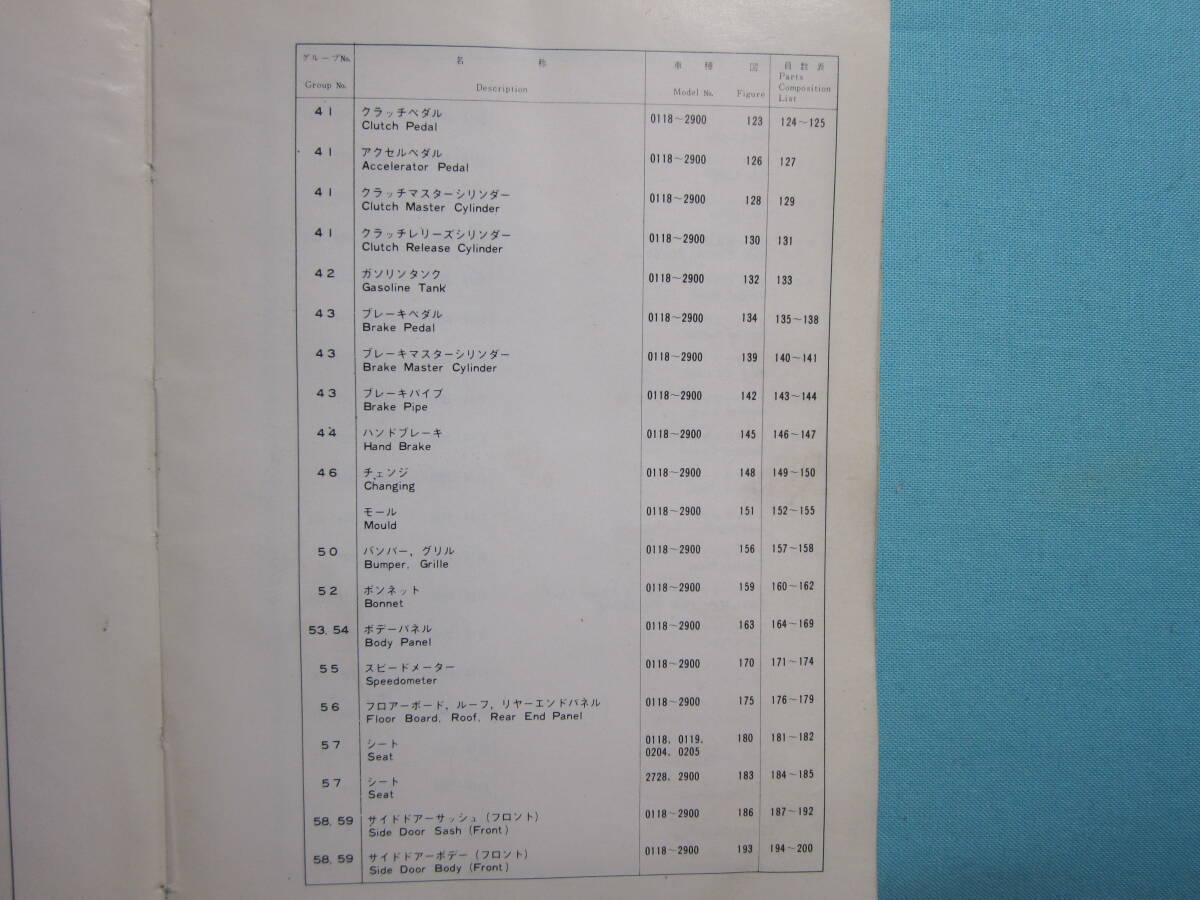 グループNo. 名 称 車 種 図 員 数 表
Group No. Description Model No. Figure Parts Composition List
41 クラッチペダル 0118～2900 123 124～125
Clutch Pedal
41 アクセルペダル 0118～2900 126 127
Accelerator Pedal
41 クラッチマスターシリンダー 0118～2900 128 129
Clutch Master Cylinder
41 クラッチレリーズシリンダー 0118～2900 130 131
Clutch Release Cylinder
42 ガソリンタンク 0118～2900 132 133
Gasoline Tank
43 ブレーキペダル 0118～2900 134 135～138
Brake Pedal
43 ブレーキマスターシリンダー 0118～2900 139 140～141
Brake Master Cylinder
43 ブレーキパイプ 0118～2900 142 143～144
Brake Pipe
44 ハンドブレーキ 0118～2900 145 146～147
Hand Brake
46 チェンジ 0118～2900 148 149～150
Changing
モール 0118～2900 151 152～155
Mould
50 バンパー, グリル 0118～2900 156 157～158
Bumper, Grille
52 ボンネット 0118～2900 159 160～162
Bonnet
53, 54 ボデーパネル 0118～2900 163 164～169
Body Panel
55 スピードメーター 0118～2900 170 171～174
Speedometer
56 フロアーボード, ルーフ, リヤーエンドパネル 0118～2900 175 176～179
Floor Board, Roof, Rear End Panel
57 シート 0118, 0119, 180 181～182
Seat 0204, 0205
57 シート 2728, 2900 183 184～185
Seat
58, 59 サイドドアーサッシュ (フロント) 0118～2900 186 187～192
Side Door Sash (Front)
58, 59 サイドドアーボデー (フロント) 0118～2900 193 194～200
Side Door Body (Front)